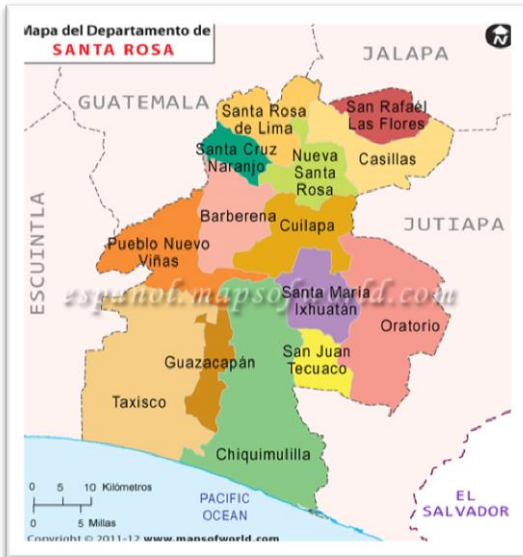 Mapa del Departamento de
SANTA ROSA
N
JALAPA
GUATEMALA
Santa Rosa
de Lima
San Rafaél
Las Flores
Santa Cruz
Naranjo
Nueva
Santa
Rosa
Casillas
ESCUINTLA
Barberena
Cuilapa
JUTIAPA
Pueblo Nuevo
Viñas
español.mapsofworld.com
Santa María
Ixhuatán
Oratorio
Guazacapán
San Juan
Tecuaco
Taxisco
Chiquimulilla
0 5 10 Kilómetros
0 5 Millas
PACIFIC
OCEAN
EL
SALVADOR
Copyright © 2011-12 www.mapsofworld.com